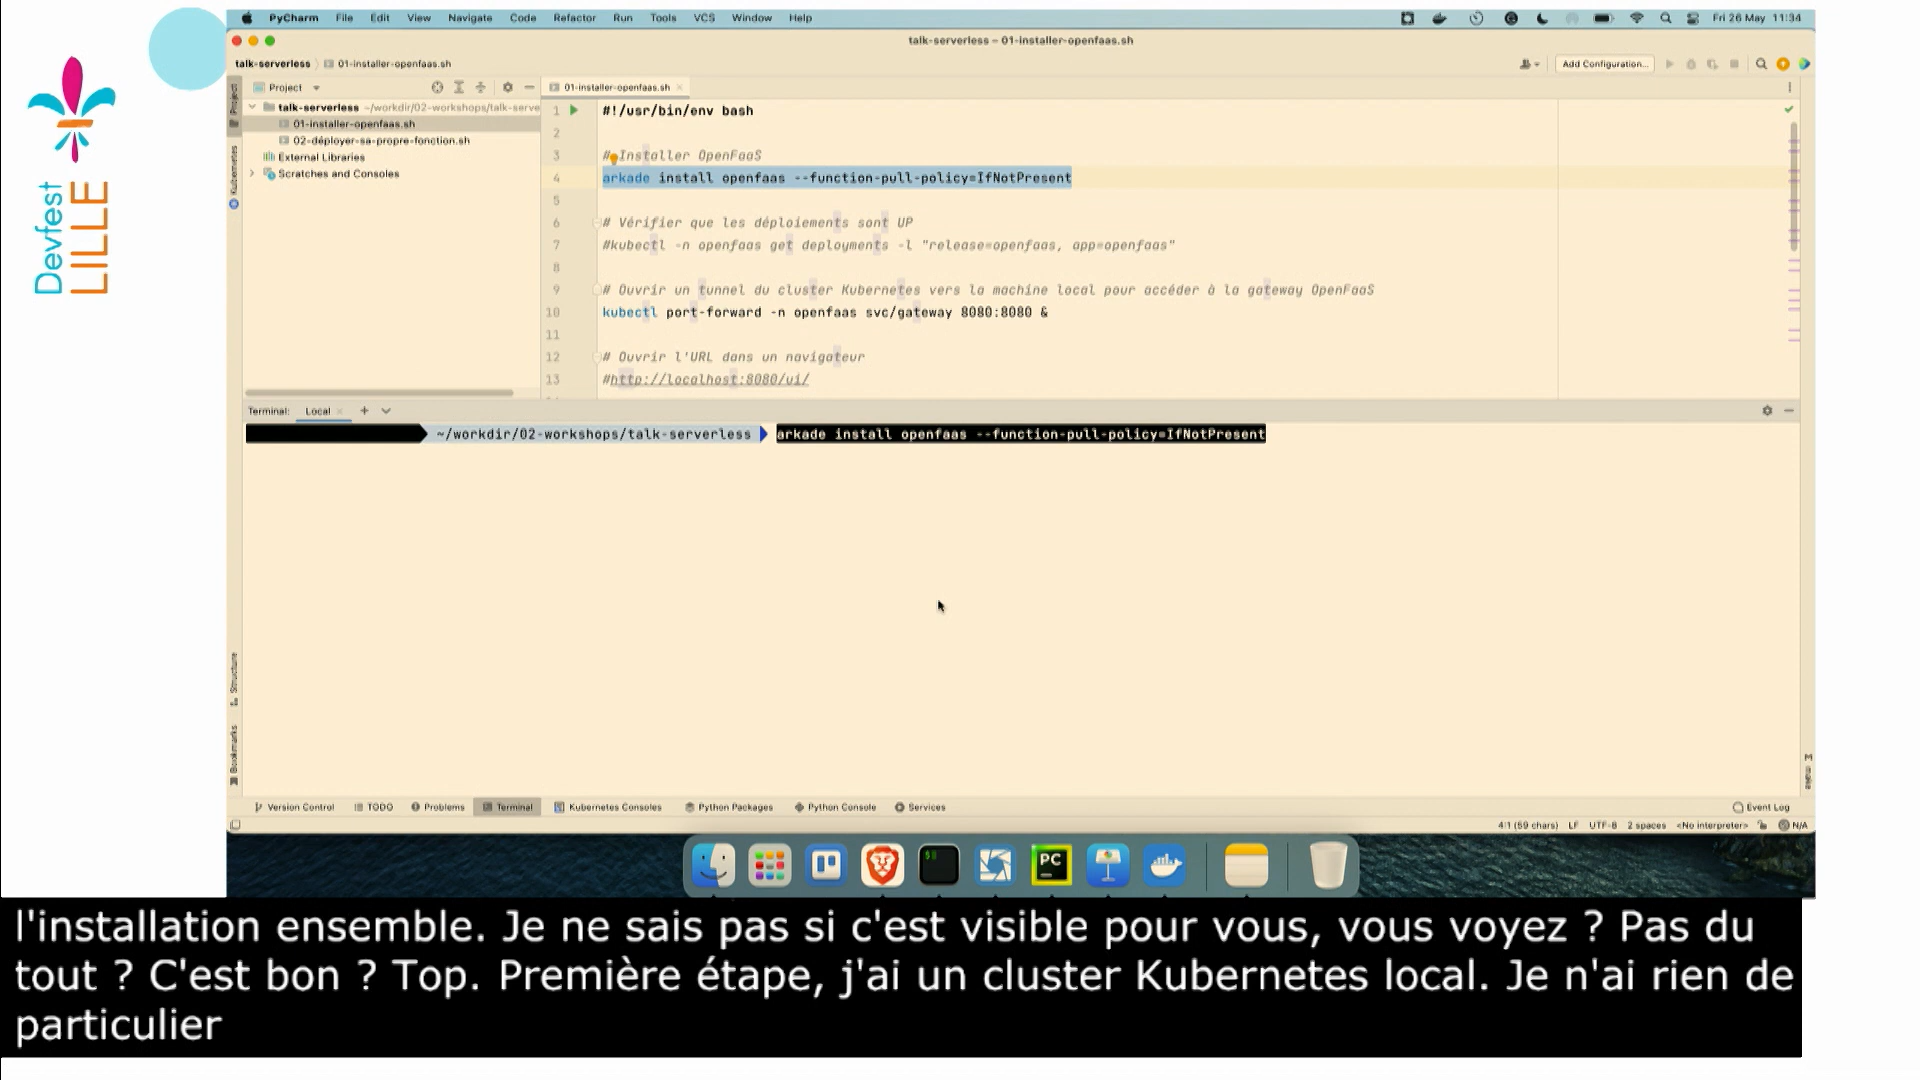 PyCharm File Edit View Navigate Code Refactor Run Tools VCS Window Help Fri 26 May 11:34
talk-serverless – 01-installer-openfaas.sh
talk-serverless 01-installer-openfaas.sh Add Configuration...
Devfest
LILLE
Project
Kubernetes
Structure
Bookmarks
make
Project
talk-serverless ~/workdir/02-workshops/talk-serve
01-installer-openfaas.sh
02-déployer-sa-propre-fonction.sh
External Libraries
Scratches and Consoles
01-installer-openfaas.sh
1 #!/usr/bin/env bash
2
3 # Installer OpenFaaS
4 arkade install openfaas --function-pull-policy=IfNotPresent
5
6 # Vérifier que les déploiements sont UP
7 #kubectl -n openfaas get deployments -l "release=openfaas, app=openfaas"
8
9 # Ouvrir un tunnel du cluster Kubernetes vers la machine local pour accéder à la gateway OpenFaaS
10 kubectl port-forward -n openfaas svc/gateway 8080:8080 &
11
12 # Ouvrir l'URL dans un navigateur
13 #http://localhost:8080/ui/
Terminal: Local
~/workdir/02-workshops/talk-serverless arkade install openfaas --function-pull-policy=IfNotPresent
Version Control TODO Problems Terminal Kubernetes Consoles Python Packages Python Console Services Event Log
4:1 (59 chars) LF UTF-8 2 spaces <No interpreter> N/A
PC
l'installation ensemble. Je ne sais pas si c'est visible pour vous, vous voyez ? Pas du
tout ? C'est bon ? Top. Première étape, j'ai un cluster Kubernetes local. Je n'ai rien de
particulier